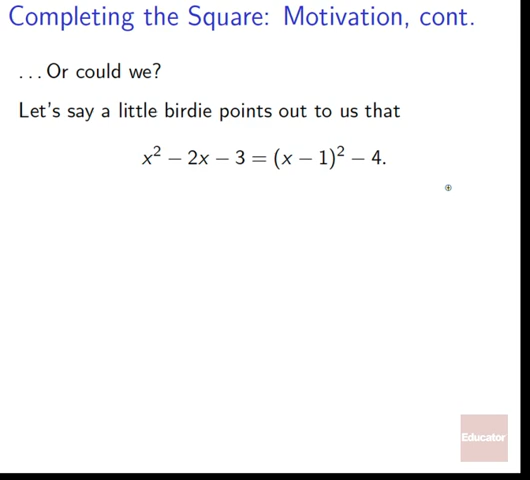 Completing the Square: Motivation, cont.
...Or could we?
Let's say a little birdie points out to us that
x² − 2x − 3 = (x − 1)² − 4.
Educator